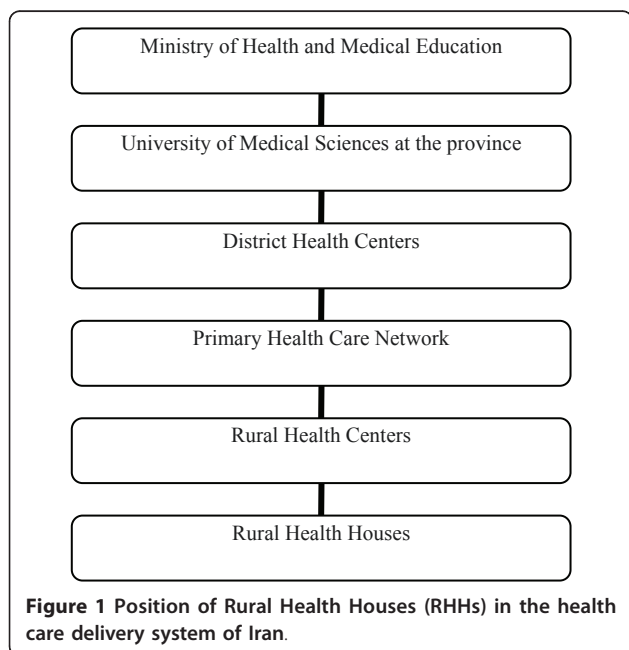 Ministry of Health and Medical Education
University of Medical Sciences at the province
District Health Centers
Primary Health Care Network
Rural Health Centers
Rural Health Houses
Figure 1 Position of Rural Health Houses (RHHs) in the health
care delivery system of Iran.